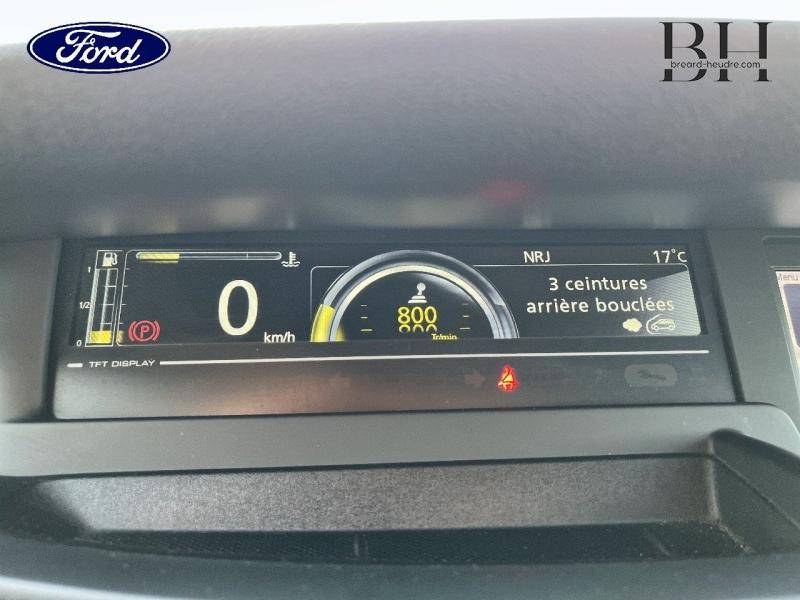 Ford
BH
breard-heudre.com
NRJ
17°C
1
1/2
0
0
km/h
P
800
Tr/min
3 ceintures
arrière bouclées
TFT DISPLAY
Menu